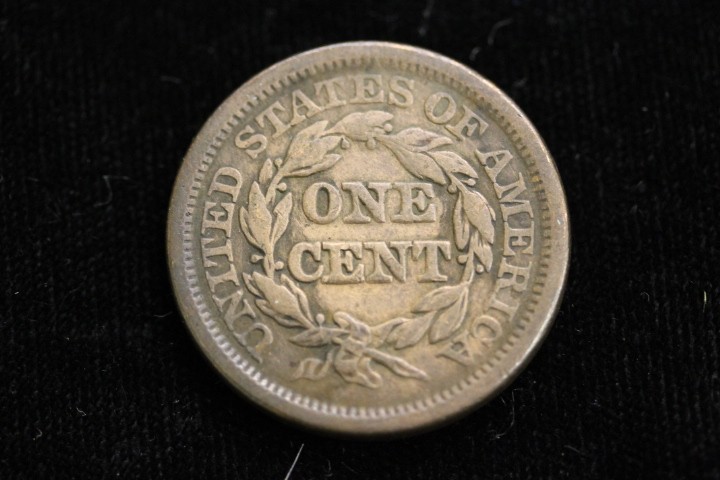 UNITED STATES OF AMERICA
ONE
CENT